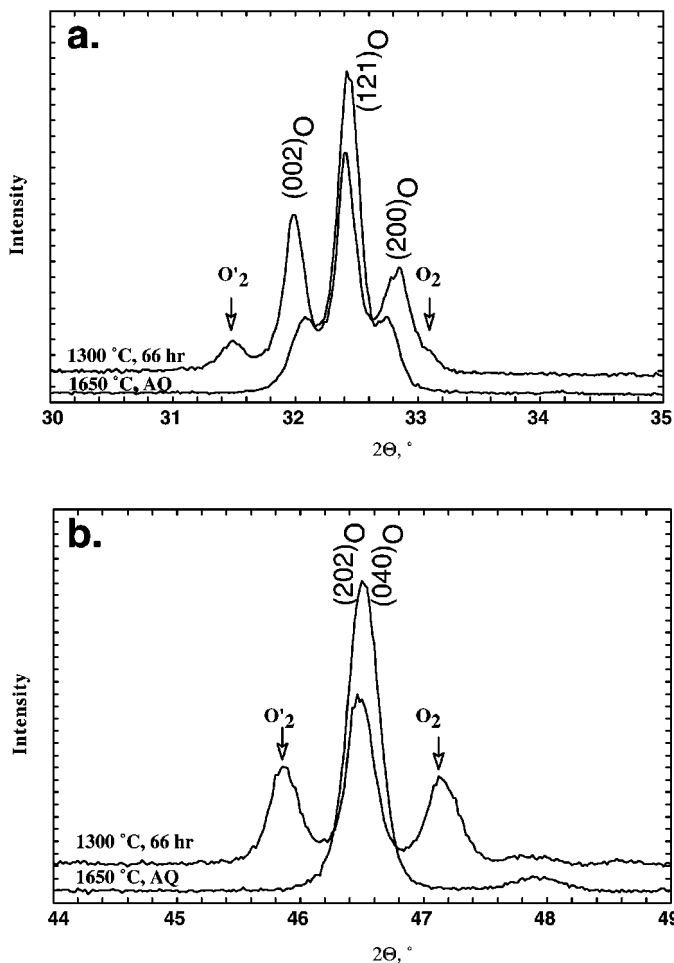 a.
(002)O
(121)O
(200)O
O'2
O2
1300 ˚C, 66 hr
1650 ˚C, AQ
Intensity
30 31 32 33 34 35
2Θ, ˚
b.
(202)O
(040)O
O'2
O2
1300 ˚C, 66 hr
1650 ˚C, AQ
Intensity
44 45 46 47 48 49
2Θ, ˚